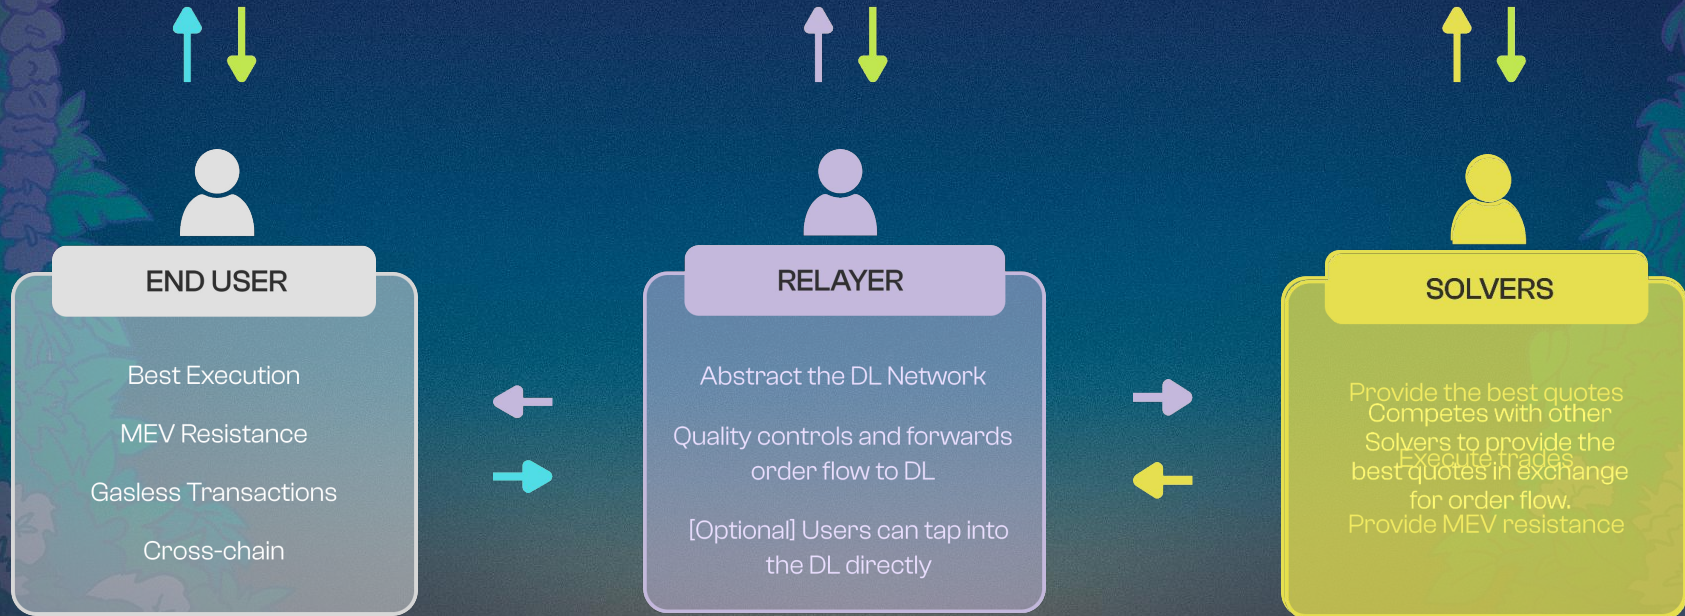 END USER
Best Execution
MEV Resistance
Gasless Transactions
Cross-chain
RELAYER
Abstract the DL Network
Quality controls and forwards
order flow to DL
[Optional] Users can tap into
the DL directly
SOLVERS
Provide the best quotes
Competes with other
Solvers to provide the
Execute trades
best quotes in exchange
for order flow.
Provide MEV resistance